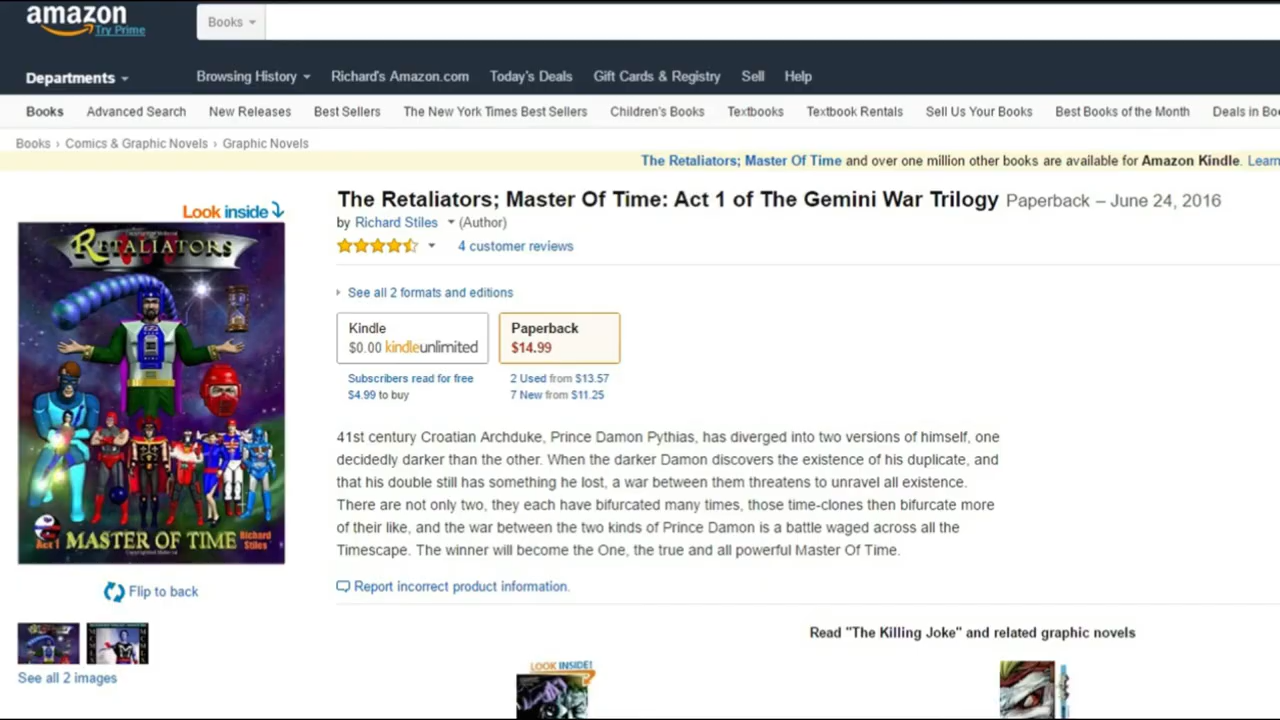 amazon
Try Prime
Books
Departments
Browsing History
Richard's Amazon.com
Today's Deals
Gift Cards & Registry
Sell
Help
Books
Advanced Search
New Releases
Best Sellers
The New York Times Best Sellers
Children's Books
Textbooks
Textbook Rentals
Sell Us Your Books
Best Books of the Month
Deals in
Books › Comics & Graphic Novels › Graphic Novels
The Retaliators; Master Of Time and over one million other books are available for Amazon Kindle.
Look inside
RETALIATORS
Act 1 MASTER OF TIME Richard Stiles
Flip to back
See all 2 images
The Retaliators; Master Of Time: Act 1 of The Gemini War Trilogy Paperback – June 24, 2016
by Richard Stiles (Author)
4 customer reviews
See all 2 formats and editions
Kindle
$0.00 kindleunlimited
Subscribers read for free
$4.99 to buy
Paperback
$14.99
2 Used from $13.57
7 New from $11.25
41st century Croatian Archduke, Prince Damon Pythias, has diverged into two versions of himself, one
decidedly darker than the other. When the darker Damon discovers the existence of his duplicate, and
that his double still has something he lost, a war between them threatens to unravel all existence.
There are not only two, they each have bifurcated many times, those time-clones then bifurcate more
of their like, and the war between the two kinds of Prince Damon is a battle waged across all the
Timescape. The winner will become the One, the true and all powerful Master Of Time.
Report incorrect product information.
Read "The Killing Joke" and related graphic novels
LOOK INSIDE!